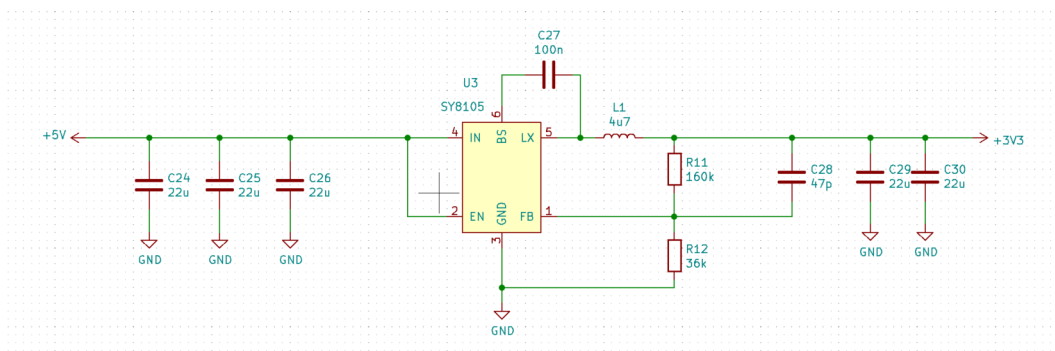 C27
100n
U3
SY8105
6
L1
4u7
+5V
4
IN
BS
LX
5
+3V3
C24
22u
C25
22u
C26
22u
R11
160k
C28
47p
C29
22u
C30
22u
2
EN
GND
FB
1
3
R12
36k
GND
GND
GND
GND
GND
GND